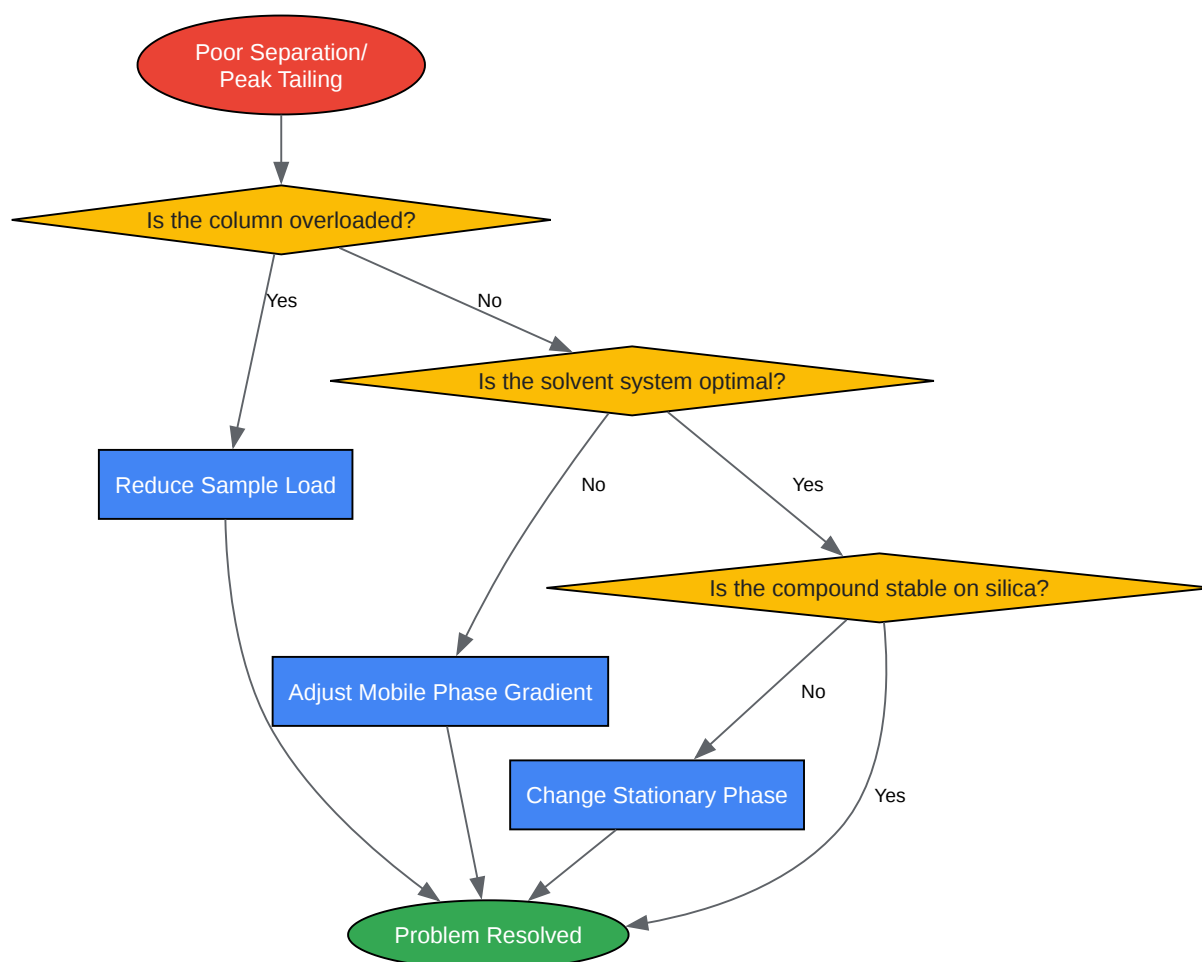 Poor Separation/
Peak Tailing
Is the column overloaded?
Yes
No
Is the solvent system optimal?
Reduce Sample Load
No
Yes
Is the compound stable on silica?
Adjust Mobile Phase Gradient
No
Change Stationary Phase
Yes
Problem Resolved